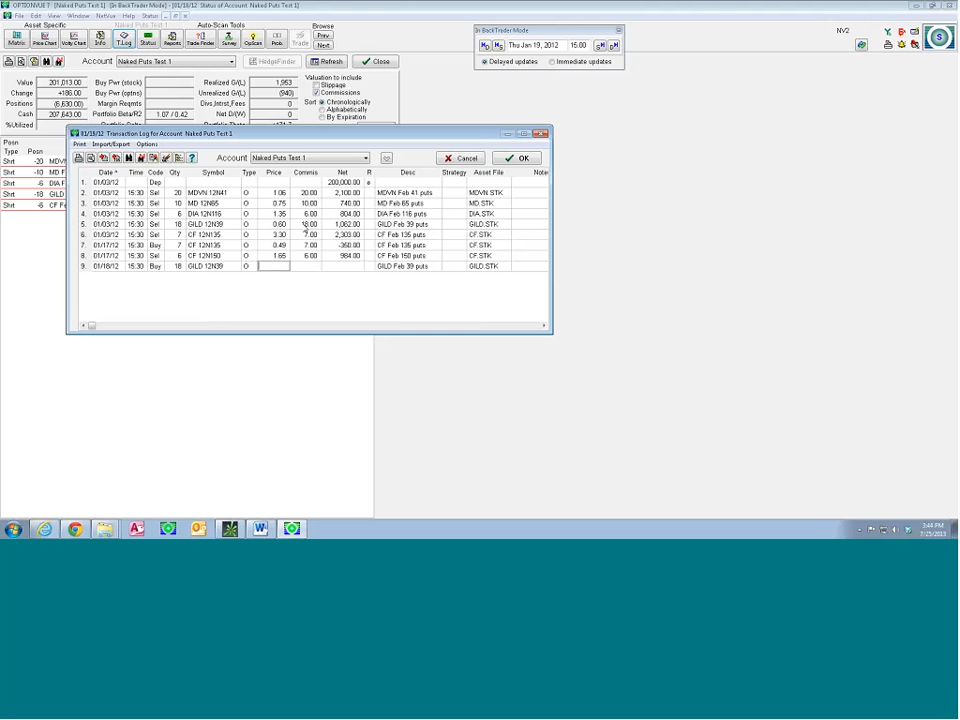 OPTIONVUE 7 [Naked Puts Test 1] [In BackTrader Mode] - [01/19/12 Status of Account Naked Puts Test 1]
File Edit View Window NetVue Help Status
Asset Specific Naked Puts Test 1 Auto-Scan Tools Browse
Matrix Price Chart Volty Chart Info T.Log Status Reports Trade Finder Survey Opticles Prob. Trade Prev Next
Account Naked Puts Test 1 HedgeFinder Refresh Close
Value 201,013.00 Buy Pwr (stock) Realized G/(L) 1,953 Valuation to include
Change +186.00 Buy Pwr (optns) Unrealized G/(L) (940) Slippage
Positions (6,630.00) Margin Reqmts Divs,Intrst,Fees 0 Commissions
Cash 207,643.00 Portfolio Beta/R2 1.07 / 0.42 Net D/(W) 0 Sort Chronologically
%Utilized Alphabetically
By Expiration
In BackTrader Mode
Thu Jan 19, 2012 15:00
Delayed updates Immediate updates
NV2
Posn
Type Posn
Shrt -20 MDVN
Shrt -10 MD F
Shrt -6 DIA F
Shrt -18 GILD
Shrt -6 CF F
01/19/12 Transaction Log for Account Naked Puts Test 1
Print Import/Export Options
Account Naked Puts Test 1 Cancel OK
Date Time Code Qty Symbol Type Price Commis Net R Desc Strategy Asset File Note
1. 01/03/12 Dep 200,000.00 e
2. 01/03/12 15:30 Sel 20 MDVN 12N41 O 1.06 20.00 2,100.00 MDVN Feb 41 puts MDVN.STK
3. 01/03/12 15:30 Sel 10 MD 12N65 O 0.75 10.00 740.00 MD Feb 65 puts MD.STK
4. 01/03/12 15:30 Sel 6 DIA 12N116 O 1.35 6.00 804.00 DIA Feb 116 puts DIA.STK
5. 01/03/12 15:30 Sel 18 GILD 12N39 O 0.60 18.00 1,062.00 GILD Feb 39 puts GILD.STK
6. 01/03/12 15:30 Sel 7 CF 12N135 O 3.30 7.00 2,303.00 CF Feb 135 puts CF.STK
7. 01/17/12 15:30 Buy 7 CF 12N135 O 0.49 7.00 -350.00 CF Feb 135 puts CF.STK
8. 01/17/12 15:30 Sel 6 CF 12N150 O 1.65 6.00 984.00 CF Feb 150 puts CF.STK
9. 01/18/12 15:30 Buy 18 GILD 12N39 O GILD Feb 39 puts GILD.STK
3:44 PM
7/25/2013